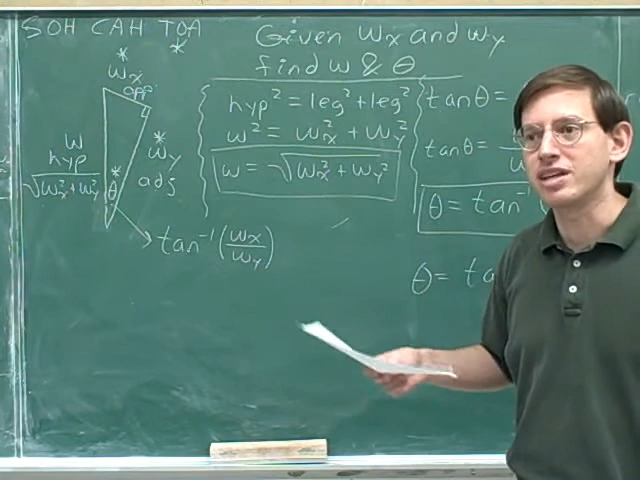 SOH CAH TOA
* *
Given Wx and Wy
find w & θ
Wx
opp
w
hyp
√(Wx²+Wy²)
*
θ
*
Wy
adj
tan⁻¹(Wx/Wy)
hyp² = leg² + leg²
w² = Wx² + Wy²
w = √(Wx² + Wy²)
tanθ =
tanθ =
θ = tan⁻¹
θ = ta